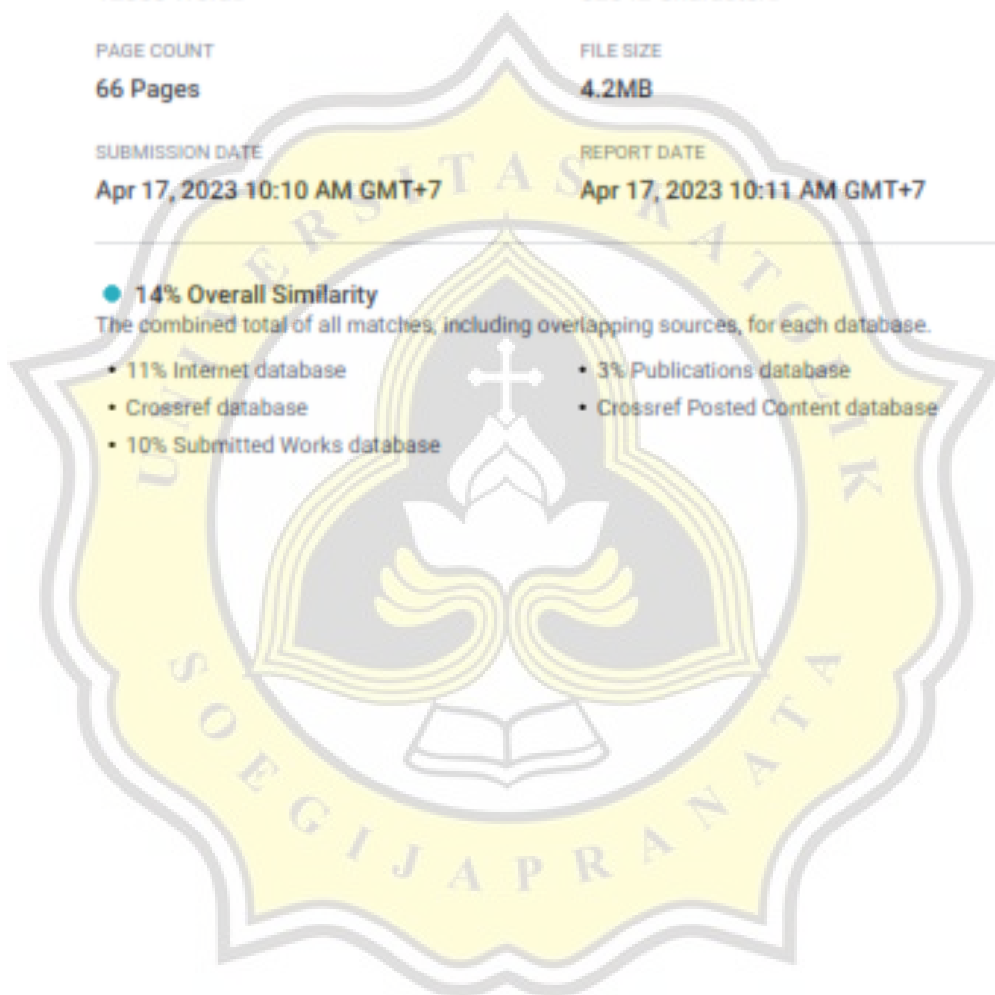 PAGE COUNT
FILE SIZE
66 Pages
4.2MB
SUBMISSION DATE
REPORT DATE
Apr 17, 2023 10:10 AM GMT+7
Apr 17, 2023 10:11 AM GMT+7
14% Overall Similarity
The combined total of all matches, including overlapping sources, for each database.
• 11% Internet database
• 3% Publications database
• Crossref database
• Crossref Posted Content database
• 10% Submitted Works database
UNIVERSITAS KATOLIK
SOEGIJAPRANATA